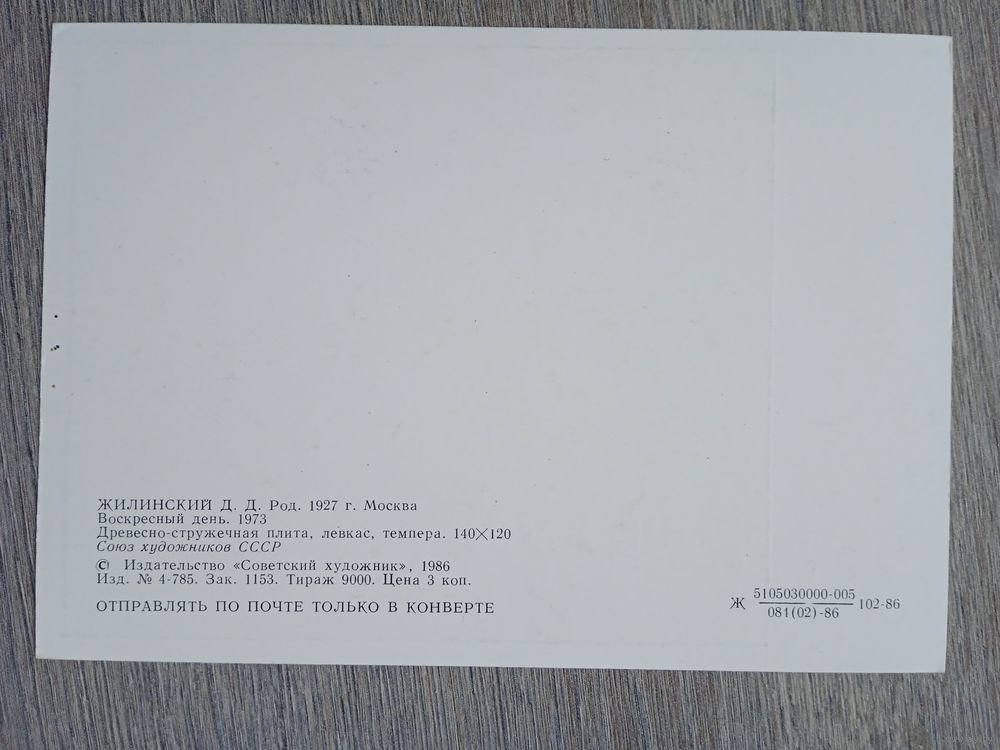 ЖИЛИНСКИЙ Д. Д. Род. 1927 г. Москва
Воскресный день. 1973
Древесно-стружечная плита, левкас, темпера. 140×120
Союз художников СССР
© Издательство «Советский художник», 1986
Изд. № 4-785. Зак. 1153. Тираж 9000. Цена 3 коп.
ОТПРАВЛЯТЬ ПО ПОЧТЕ ТОЛЬКО В КОНВЕРТЕ
5105030000-005
Ж 102-86
081(02)-86